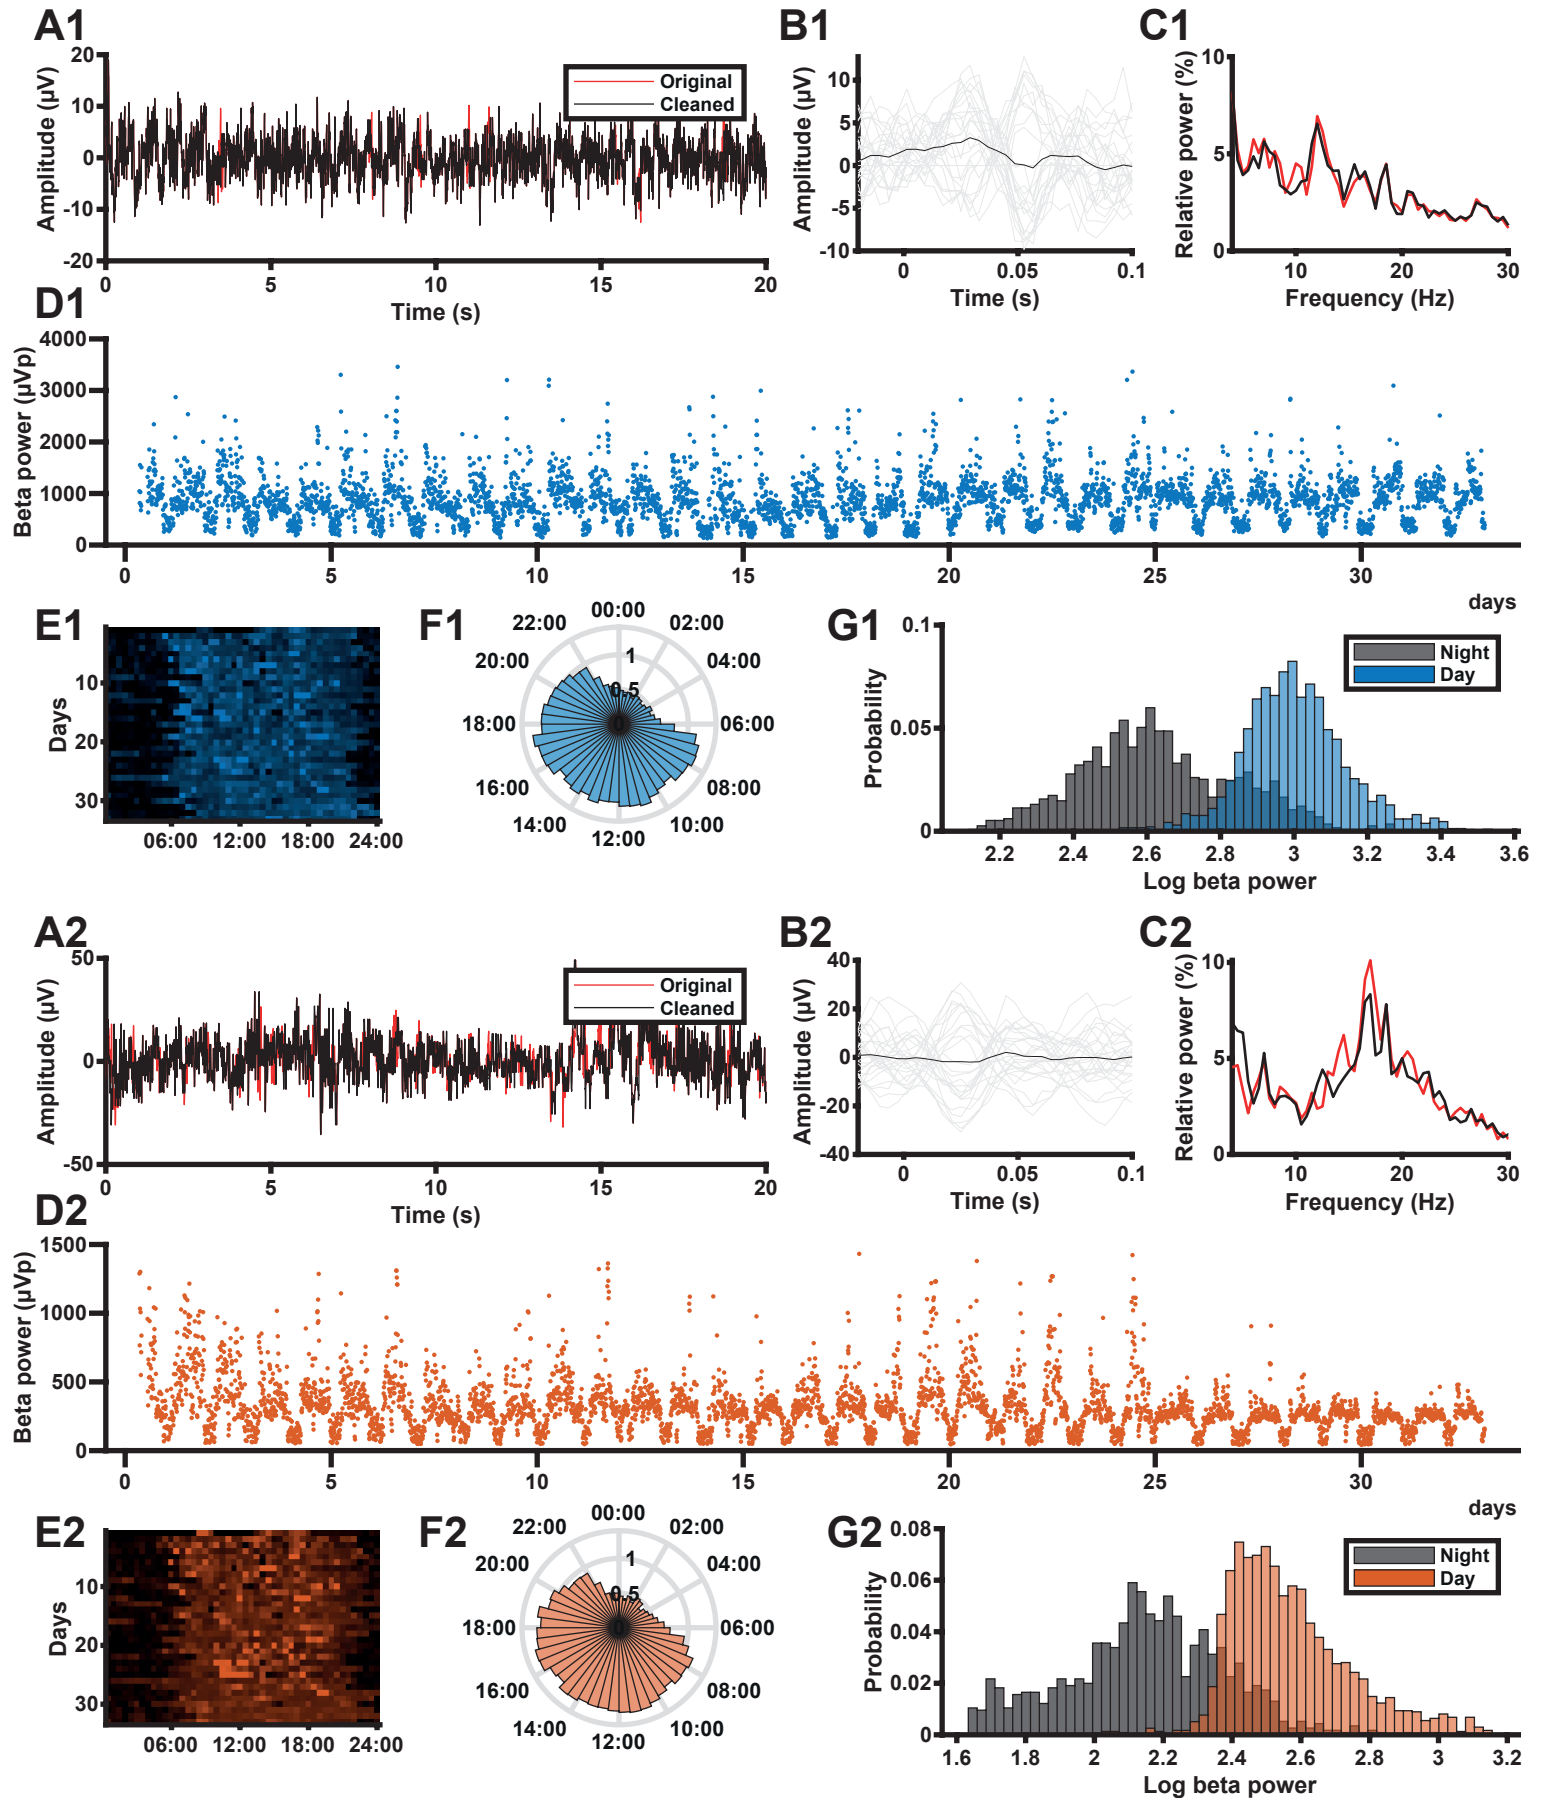 A1
20
10
0
-10
-20
Amplitude (µV)
Original
Cleaned
0 5 10 15 20
Time (s)
B1
10
5
0
-5
-10
Amplitude (µV)
0 0.05 0.1
Time (s)
C1
10
5
0
Relative power (%)
10 20 30
Frequency (Hz)
D1
4000
3000
2000
1000
0
Beta power (µVp)
0 5 10 15 20 25 30
days
E1
10
20
30
Days
06:00 12:00 18:00 24:00
F1
00:00
22:00 02:00
20:00 04:00
1
0.5
0
18:00 06:00
16:00 08:00
14:00 10:00
12:00
G1
0.1
0.05
0
Probability
Night
Day
2.2 2.4 2.6 2.8 3 3.2 3.4 3.6
Log beta power
A2
50
0
-50
Amplitude (µV)
Original
Cleaned
0 5 10 15 20
Time (s)
B2
40
20
0
-20
-40
Amplitude (µV)
0 0.05 0.1
Time (s)
C2
10
5
0
Relative power (%)
10 20 30
Frequency (Hz)
D2
1500
1000
500
0
Beta power (µVp)
0 5 10 15 20 25 30
days
E2
10
20
30
Days
06:00 12:00 18:00 24:00
F2
00:00
22:00 02:00
20:00 04:00
1
0.5
0
18:00 06:00
16:00 08:00
14:00 10:00
12:00
G2
0.08
0.06
0.04
0.02
0
Probability
Night
Day
1.6 1.8 2 2.2 2.4 2.6 2.8 3 3.2
Log beta power